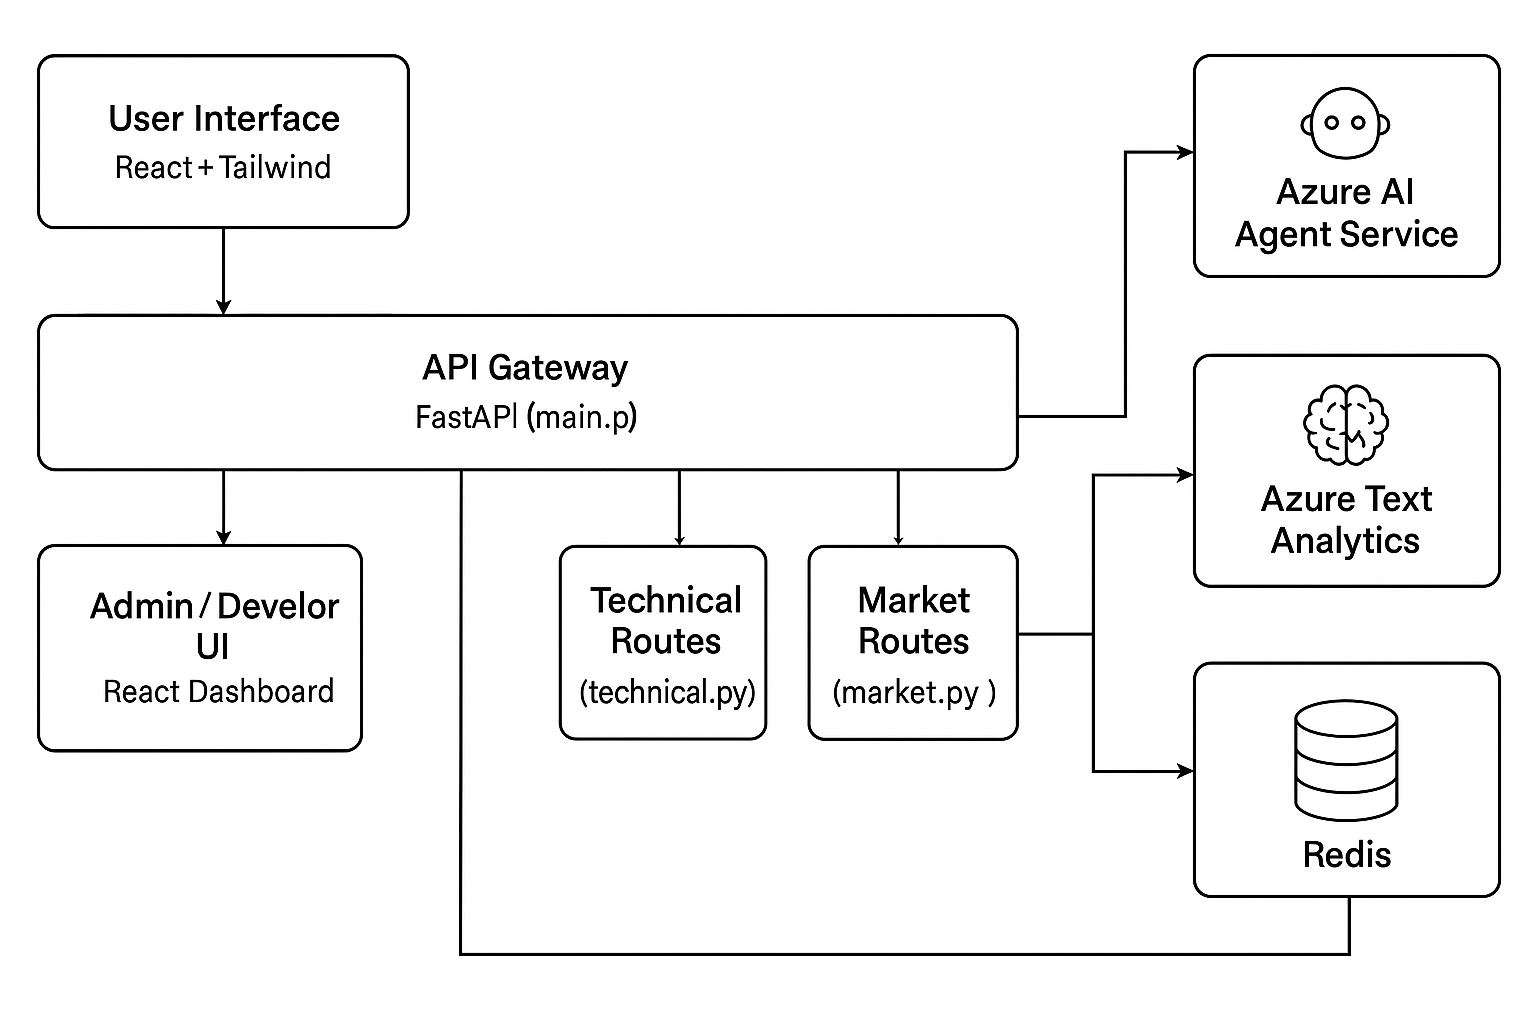 User Interface
React + Tailwind
API Gateway
FastAPI (main.p)
Admin / Develor
UI
React Dashboard
Technical
Routes
(technical.py)
Market
Routes
(market.py )
Azure AI
Agent Service
Azure Text
Analytics
Redis